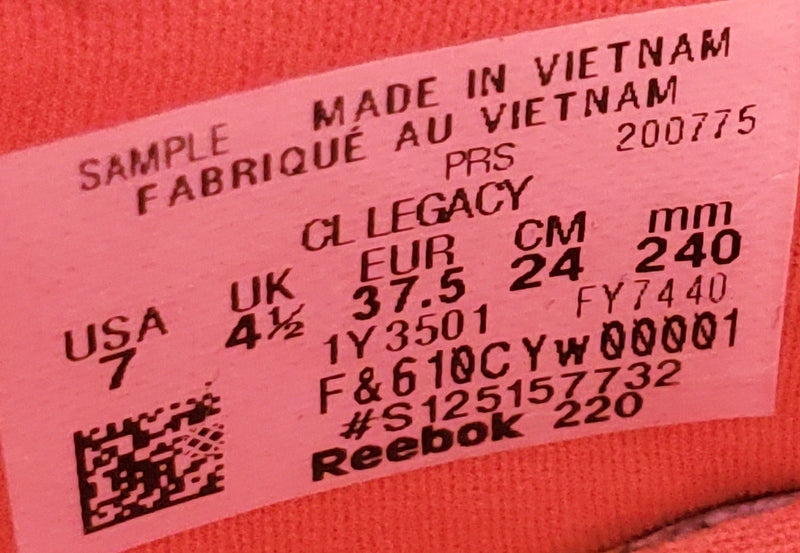 SAMPLE MADE IN VIETNAM
FABRIQUÉ AU VIETNAM
PRS 200775
CL LEGACY
USA UK EUR CM mm
7 4½ 37.5 24 240
1Y3501 FY7440
F&610CYW00001
#S125157732
Reebok 220